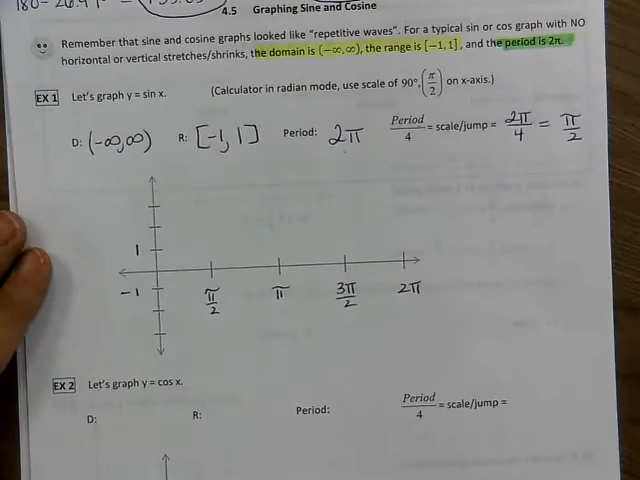 4.5 Graphing Sine and Cosine
Remember that sine and cosine graphs looked like "repetitive waves". For a typical sin or cos graph with NO
horizontal or vertical stretches/shrinks, the domain is (−∞,∞), the range is [−1,1], and the period is 2π.
EX 1 Let's graph y = sin x. (Calculator in radian mode, use scale of 90°, (π/2) on x-axis.)
D: (-∞,∞) R: [-1, 1] Period: 2π Period/4 = scale/jump = 2π/4 = π/2
1
-1 π/2 π 3π/2 2π
EX 2 Let's graph y = cos x.
D: R: Period: Period/4 = scale/jump =